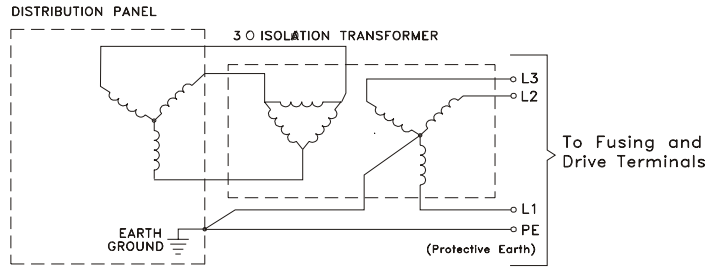 DISTRIBUTION PANEL
3 O ISOLATION TRANSFORMER
L3
L2
To Fusing and
Drive Terminals
L1
EARTH
GROUND
PE
(Protective Earth)